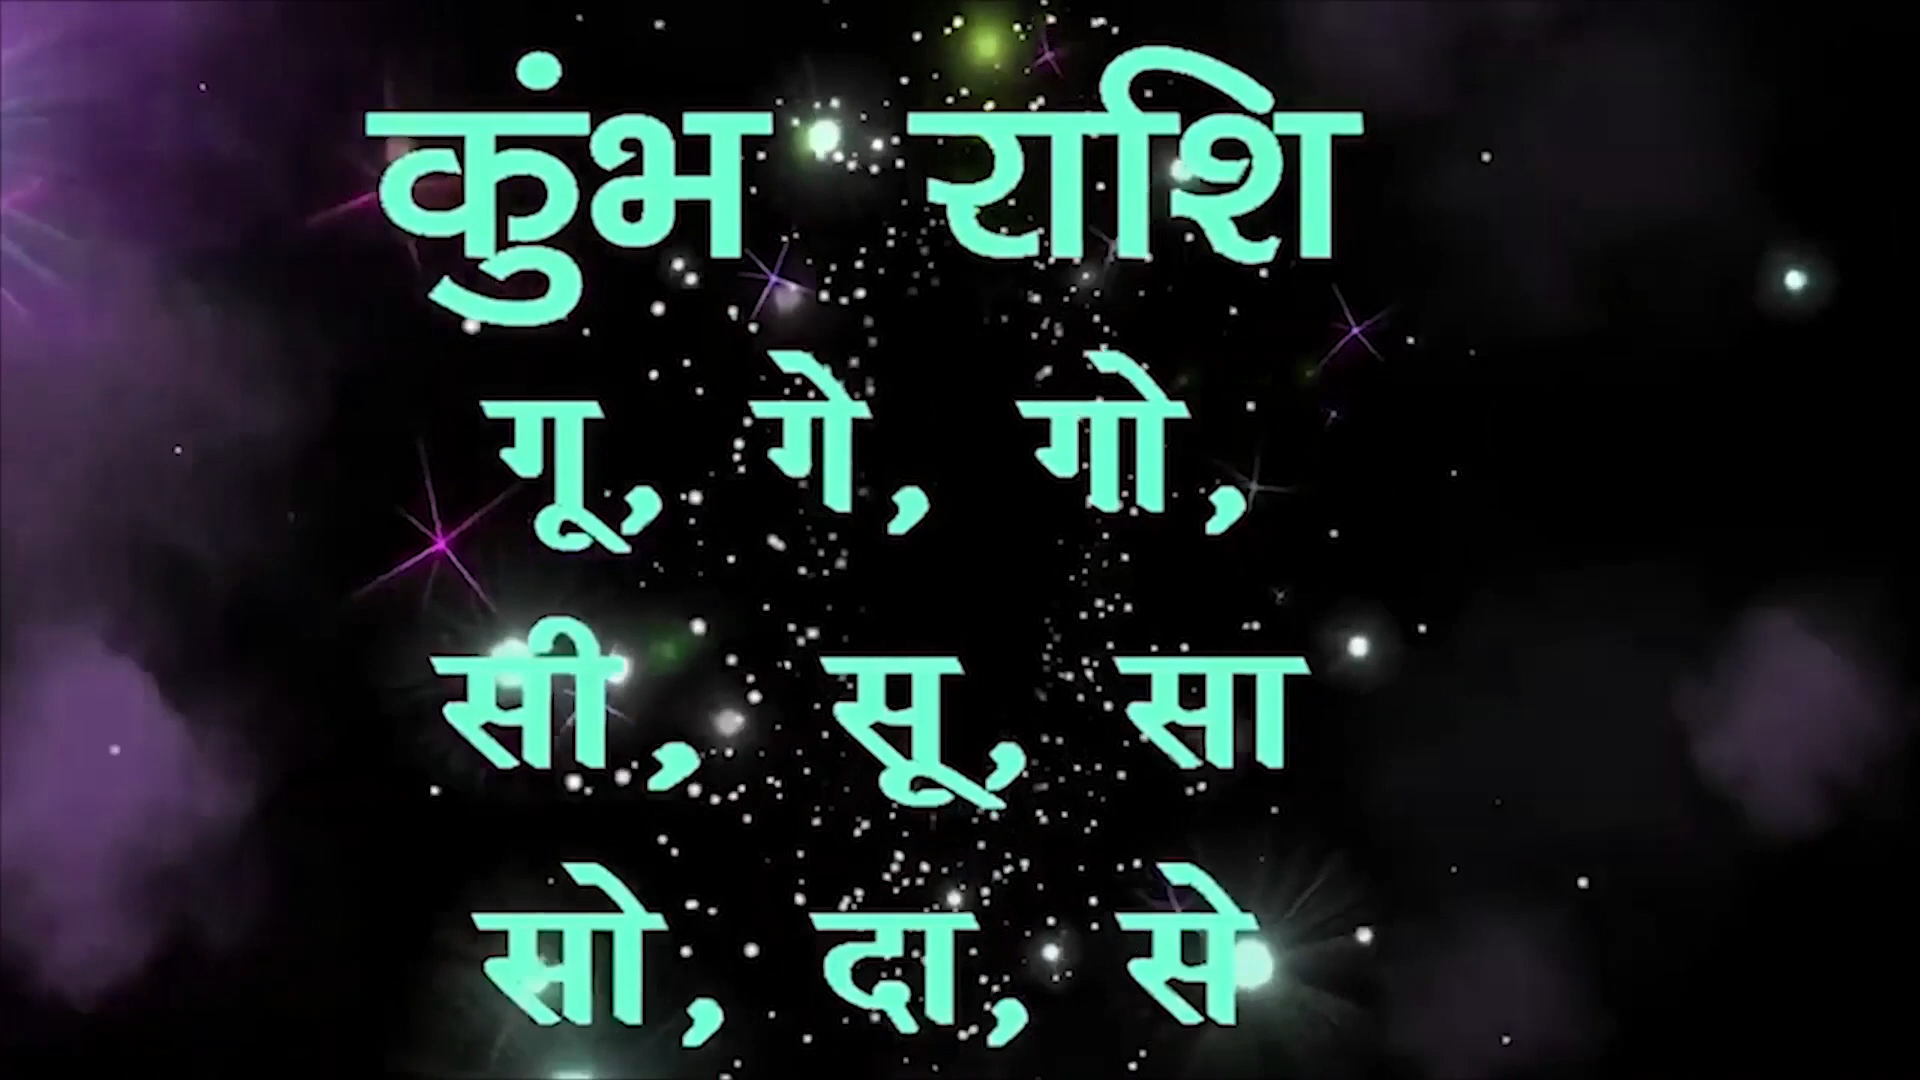 कुंभ राशि
गू, गे, गो,
सी, सू, सा
सो, दा, से